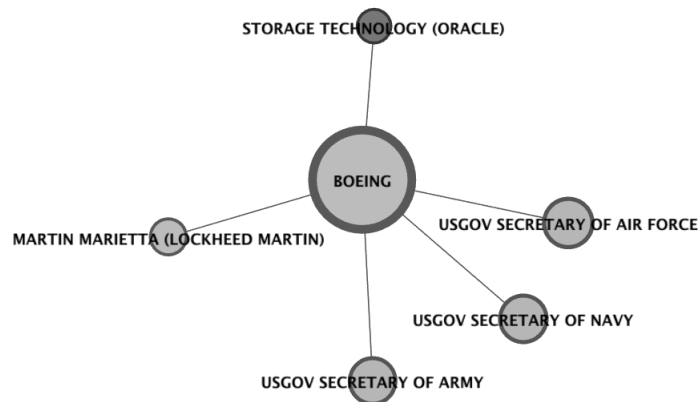 STORAGE TECHNOLOGY (ORACLE)
BOEING
USGOV SECRETARY OF AIR FORCE
MARTIN MARIETTA (LOCKHEED MARTIN)
USGOV SECRETARY OF NAVY
USGOV SECRETARY OF ARMY